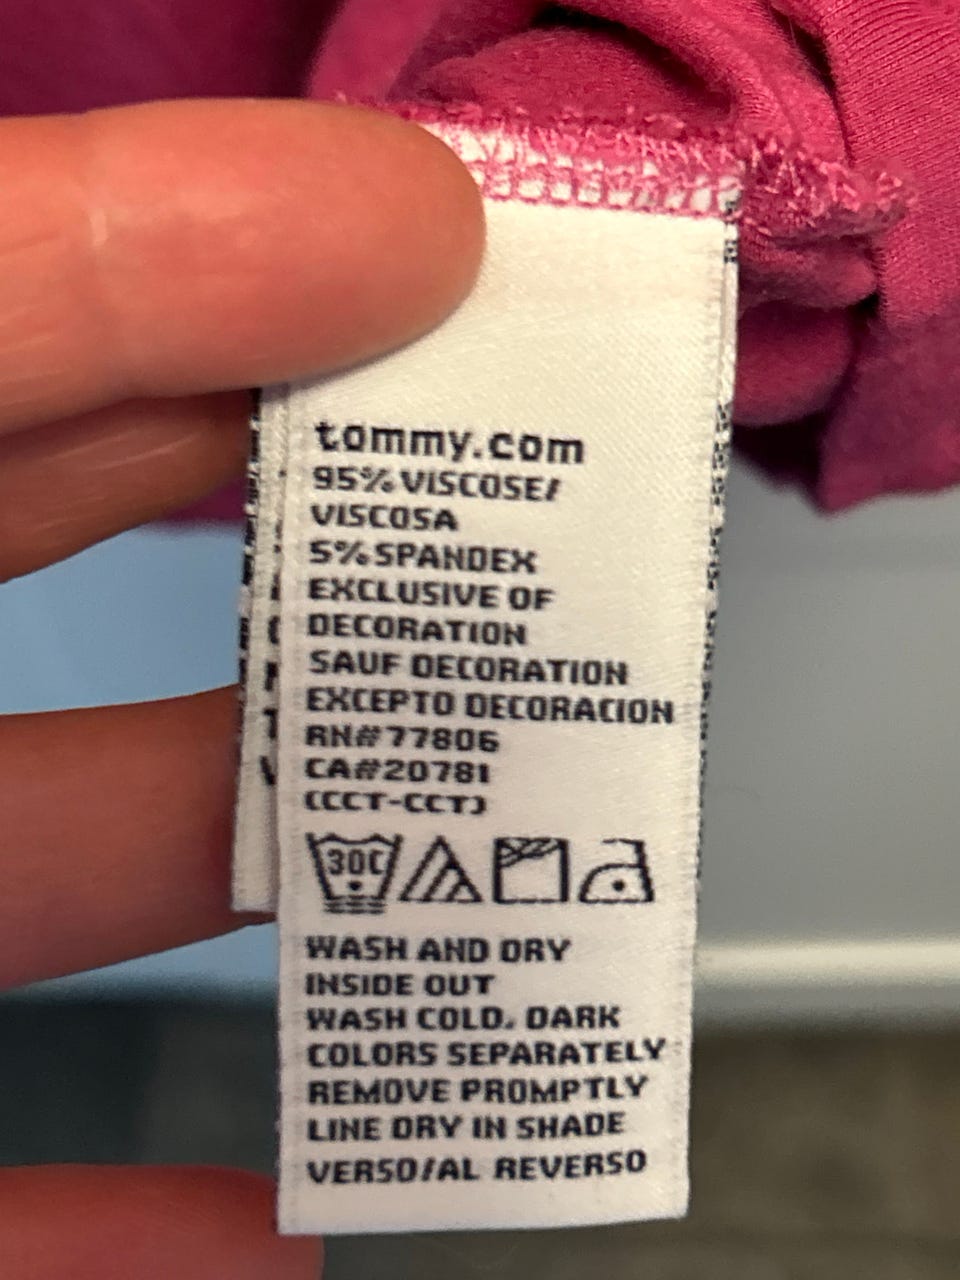 tommy.com
95% VISCOSE/
VISCOSA
5% SPANDEX
EXCLUSIVE OF
DECORATION
SAUF DECORATION
EXCEPTO DECORACION
RN#77806
CA#20781
(CCT-CCT)
30C
WASH AND DRY
INSIDE OUT
WASH COLD. DARK
COLORS SEPARATELY
REMOVE PROMPTLY
LINE DRY IN SHADE
VERSO/AL REVERSO